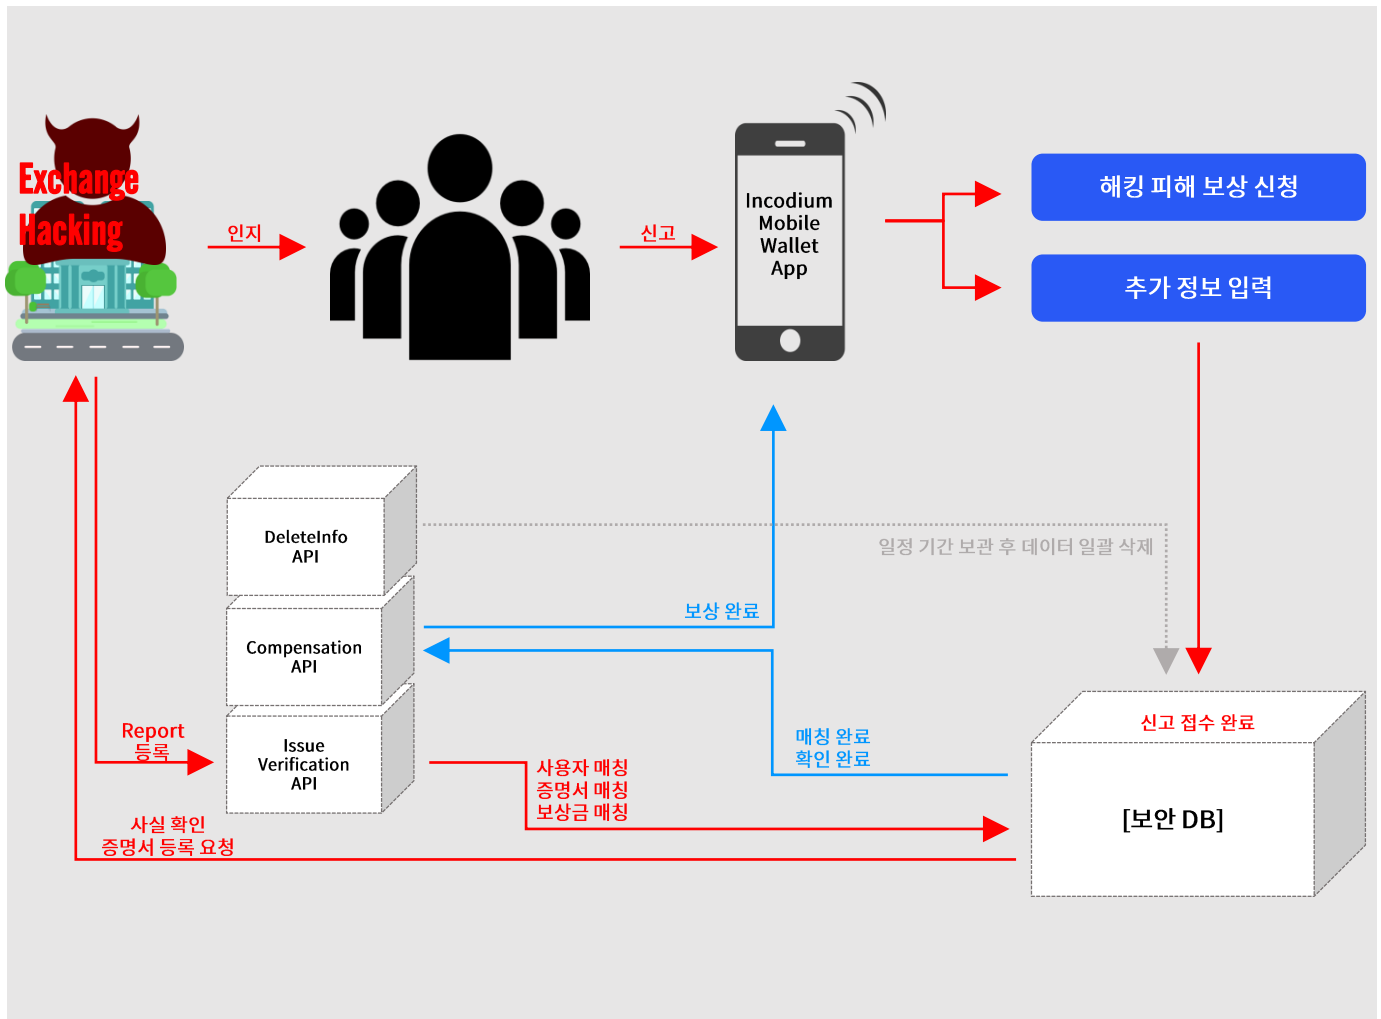 Exchange
Hacking
인지
신고
Incodium
Mobile
Wallet
App
해킹 피해 보상 신청
추가 정보 입력
DeleteInfo
API
일정 기간 보관 후 데이터 일괄 삭제
보상 완료
Compensation
API
매칭 완료
확인 완료
Report
등록
Issue
Verification
API
사용자 매칭
증명서 매칭
보상금 매칭
신고 접수 완료
[보안 DB]
사실 확인
증명서 등록 요청